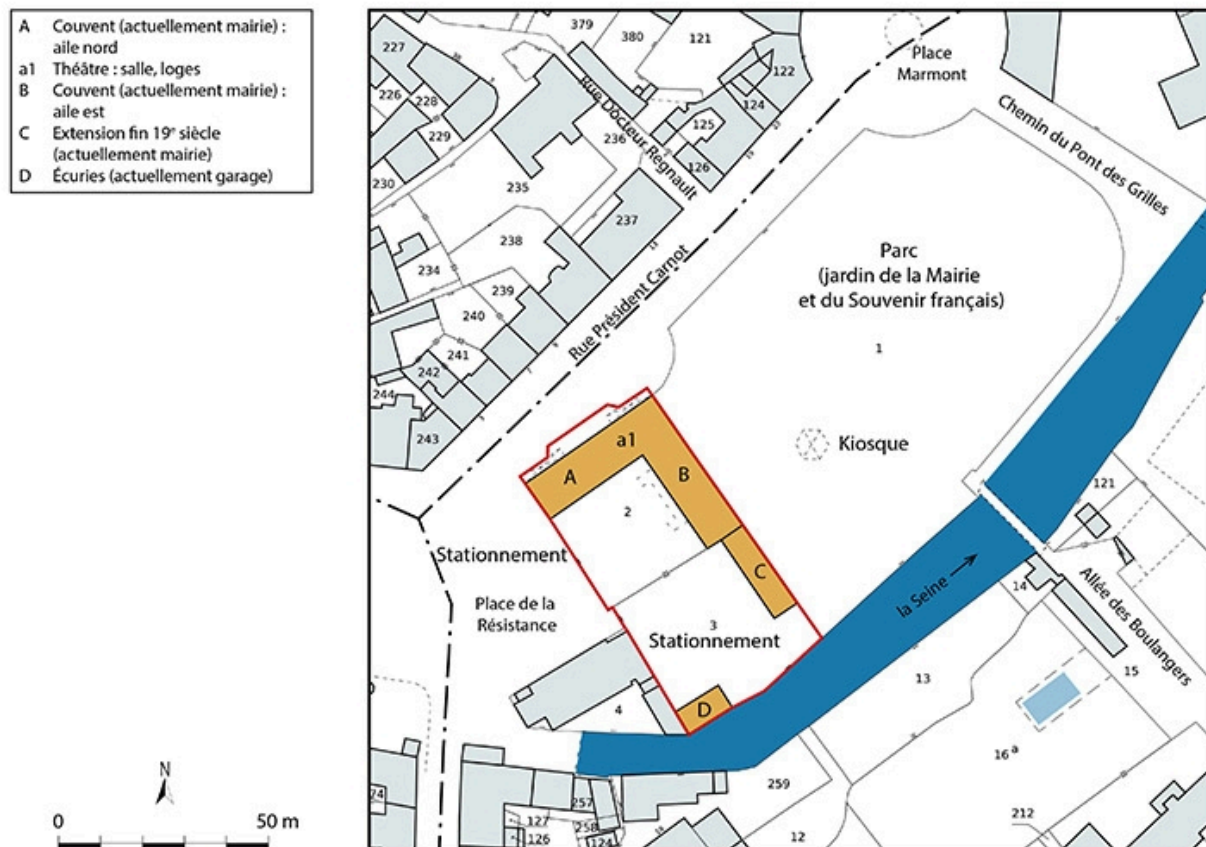 A Couvent (actuellement mairie) :
aile nord
a1 Théâtre : salle, loges
B Couvent (actuellement mairie) :
aile est
C Extension fin 19e siècle
(actuellement mairie)
D Écuries (actuellement garage)
N
0 50 m
379
380
121
227
122
Place
Marmont
226
228
124
229
125
Rue Docteur Régnault
236
126
Chemin du Pont des Grilles
230
235
237
238
234
239
240
241
242
244
243
Rue Président Carnot
Parc
(jardin de la Mairie
et du Souvenir français)
1
a1
A
B
Kiosque
2
Stationnement
C
121
Place de la
Résistance
3
Stationnement
la Seine
14
Allée des Boulangers
15
13
D
4
16 a
259
257
74
127
258
126
124
12
212